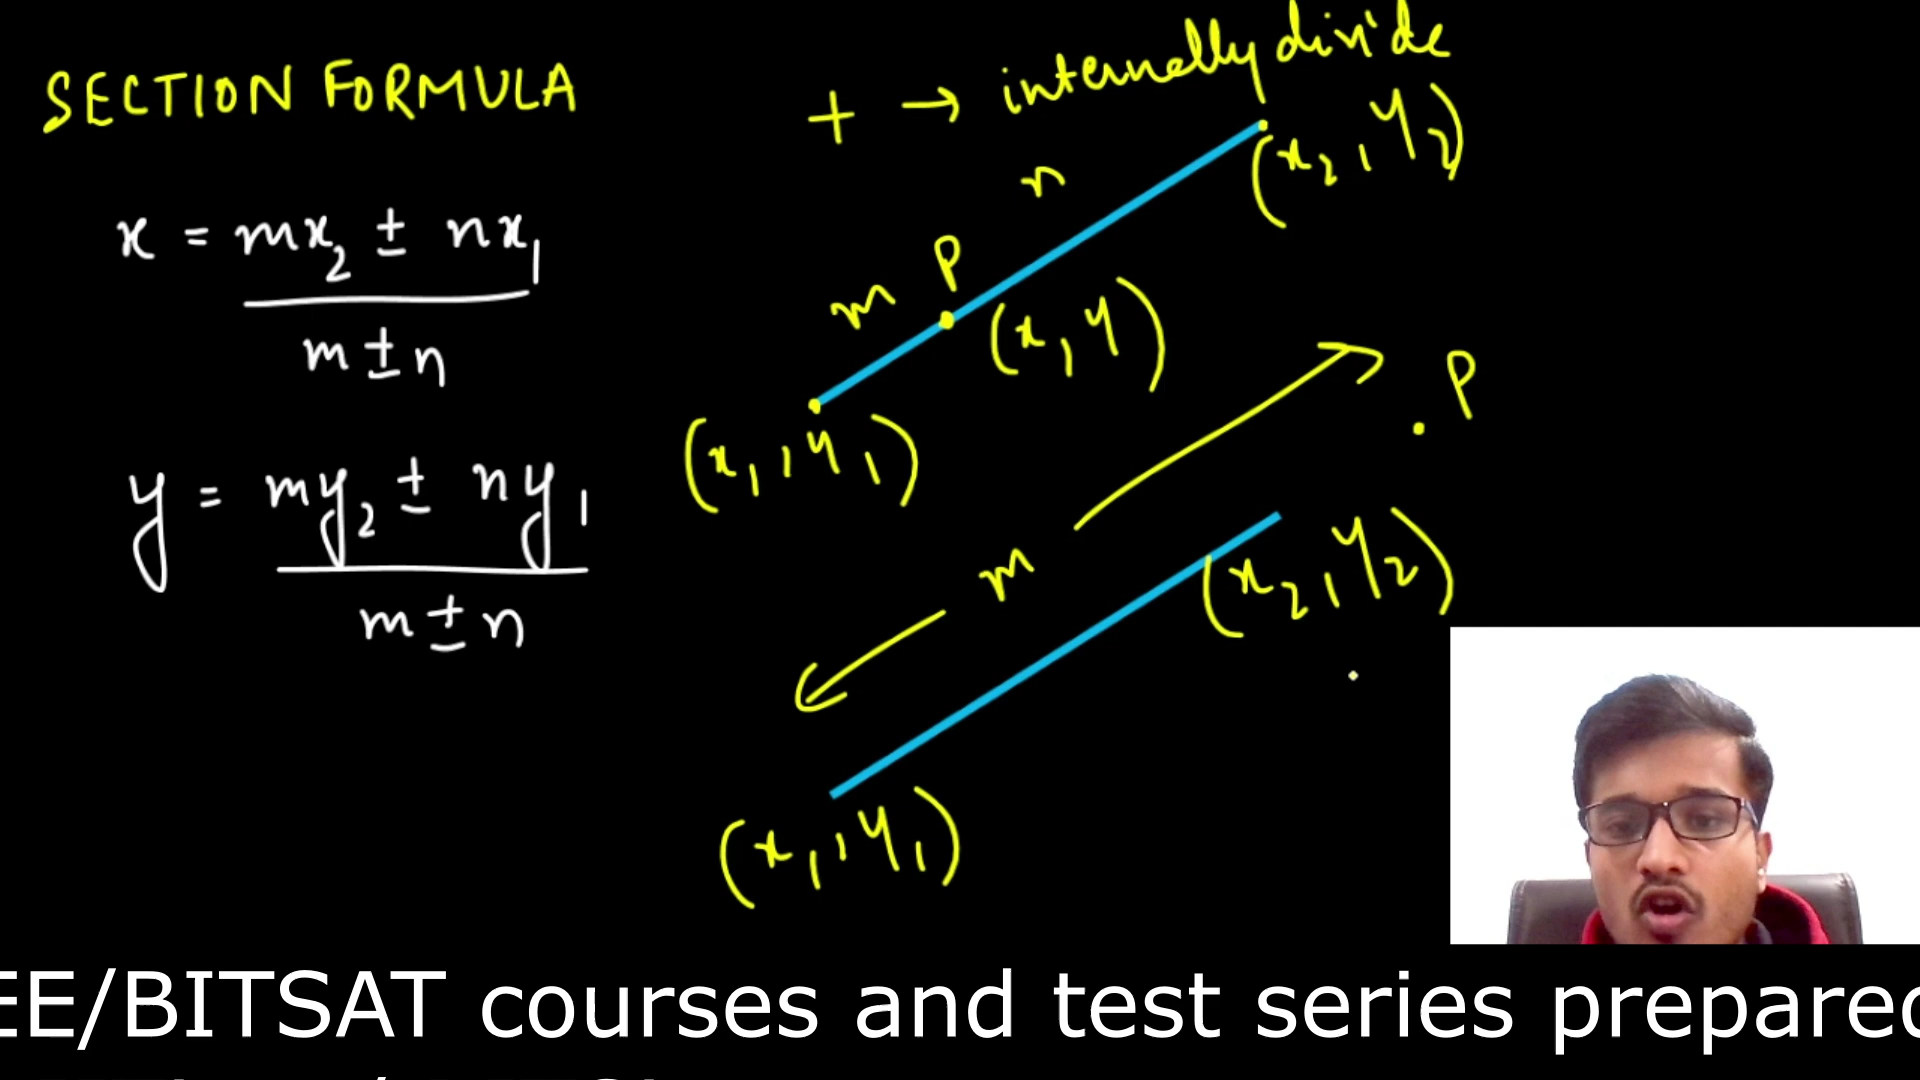 SECTION FORMULA
+ → internally divide
x = mx₂ ± nx₁
m ± n
y = my₂ ± ny₁
m ± n
n
(x₂, y₂)
m P
(x, y)
(x₁, y₁)
P
m
(x₂, y₂)
(x₁, y₁)
EE/BITSAT courses and test series prepared